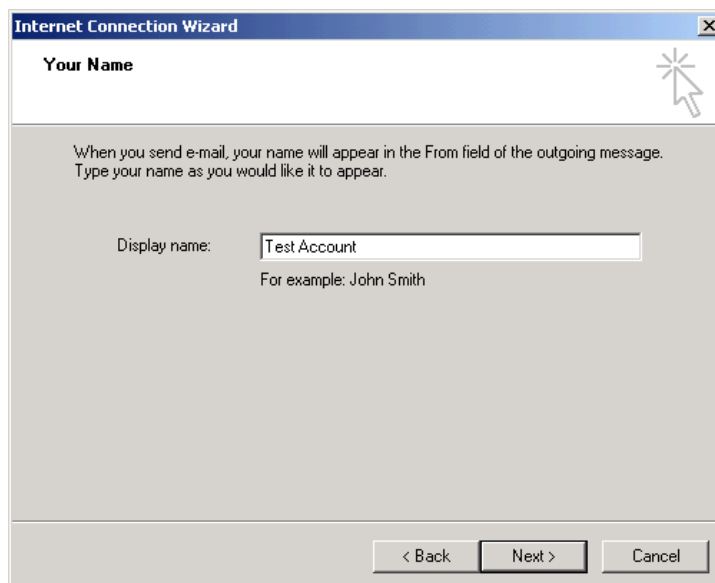 Internet Connection Wizard
Your Name
When you send e-mail, your name will appear in the From field of the outgoing message.
Type your name as you would like it to appear.
Display name: Test Account
For example: John Smith
< Back Next > Cancel